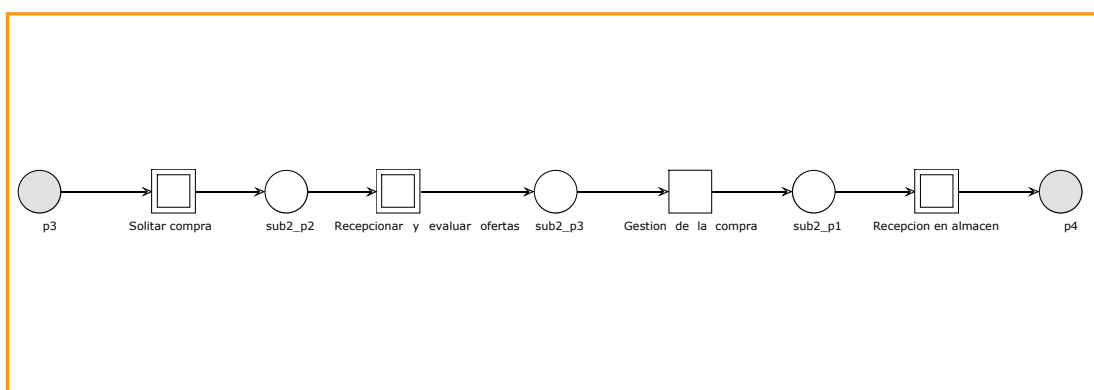 p3 Solitar compra sub2_p2 Recepcionar y evaluar ofertas sub2_p3 Gestion de la compra sub2_p1 Recepcion en almacen p4